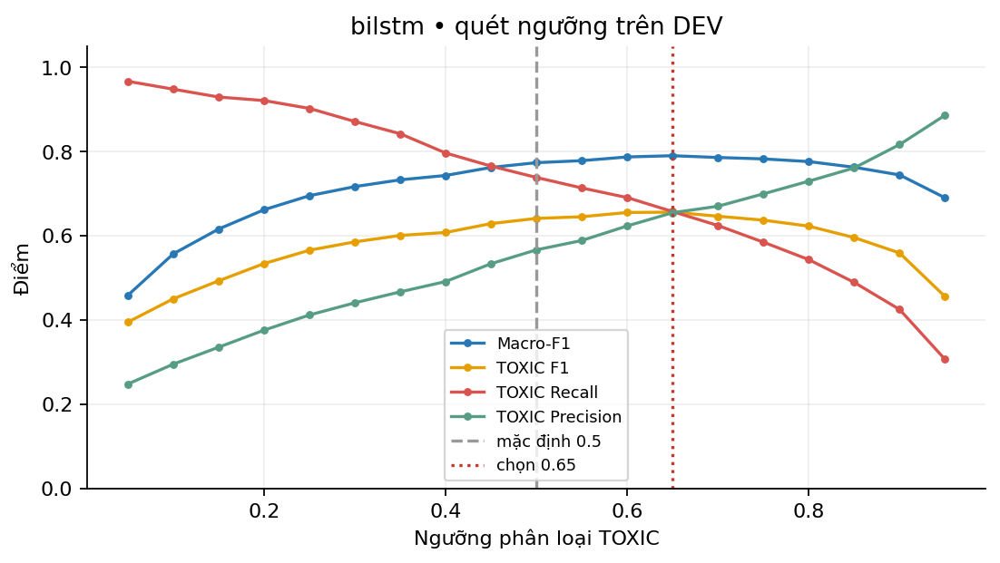 bilstm • quét ngưỡng trên DEV
Điểm
1.0
0.8
0.6
0.4
0.2
0.0
Macro-F1
TOXIC F1
TOXIC Recall
TOXIC Precision
mặc định 0.5
chọn 0.65
0.2 0.4 0.6 0.8
Ngưỡng phân loại TOXIC